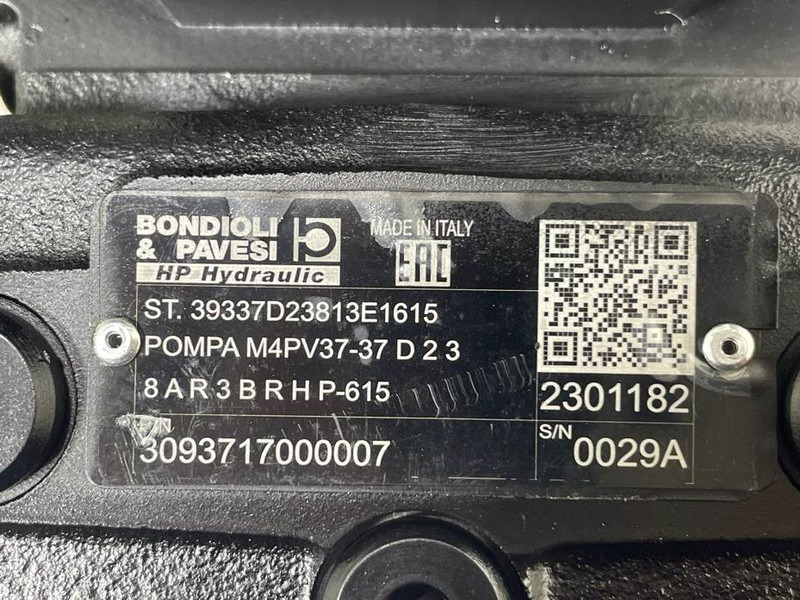 BONDIOLI
& PAVESI
HP Hydraulic
MADE IN ITALY
EAC
ST. 39337D23813E1615
POMPA M4PV37-37 D 2 3
8 A R 3 B R H P-615
2301182
P/N
3093717000007
S/N
0029A